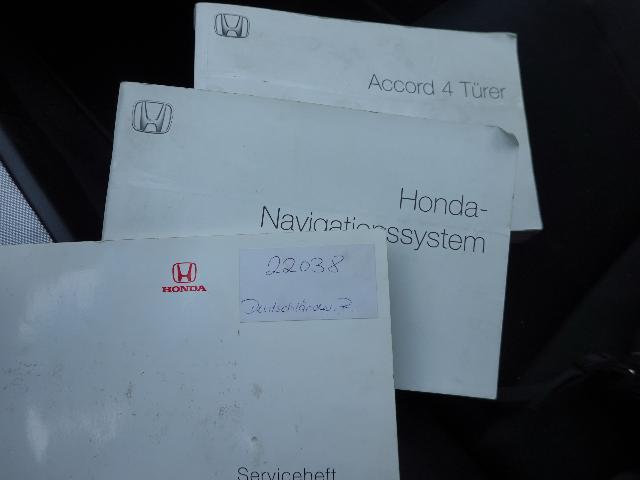 Accord 4 Türer
Honda-
Navigationssystem
HONDA
22038
Serviceheft